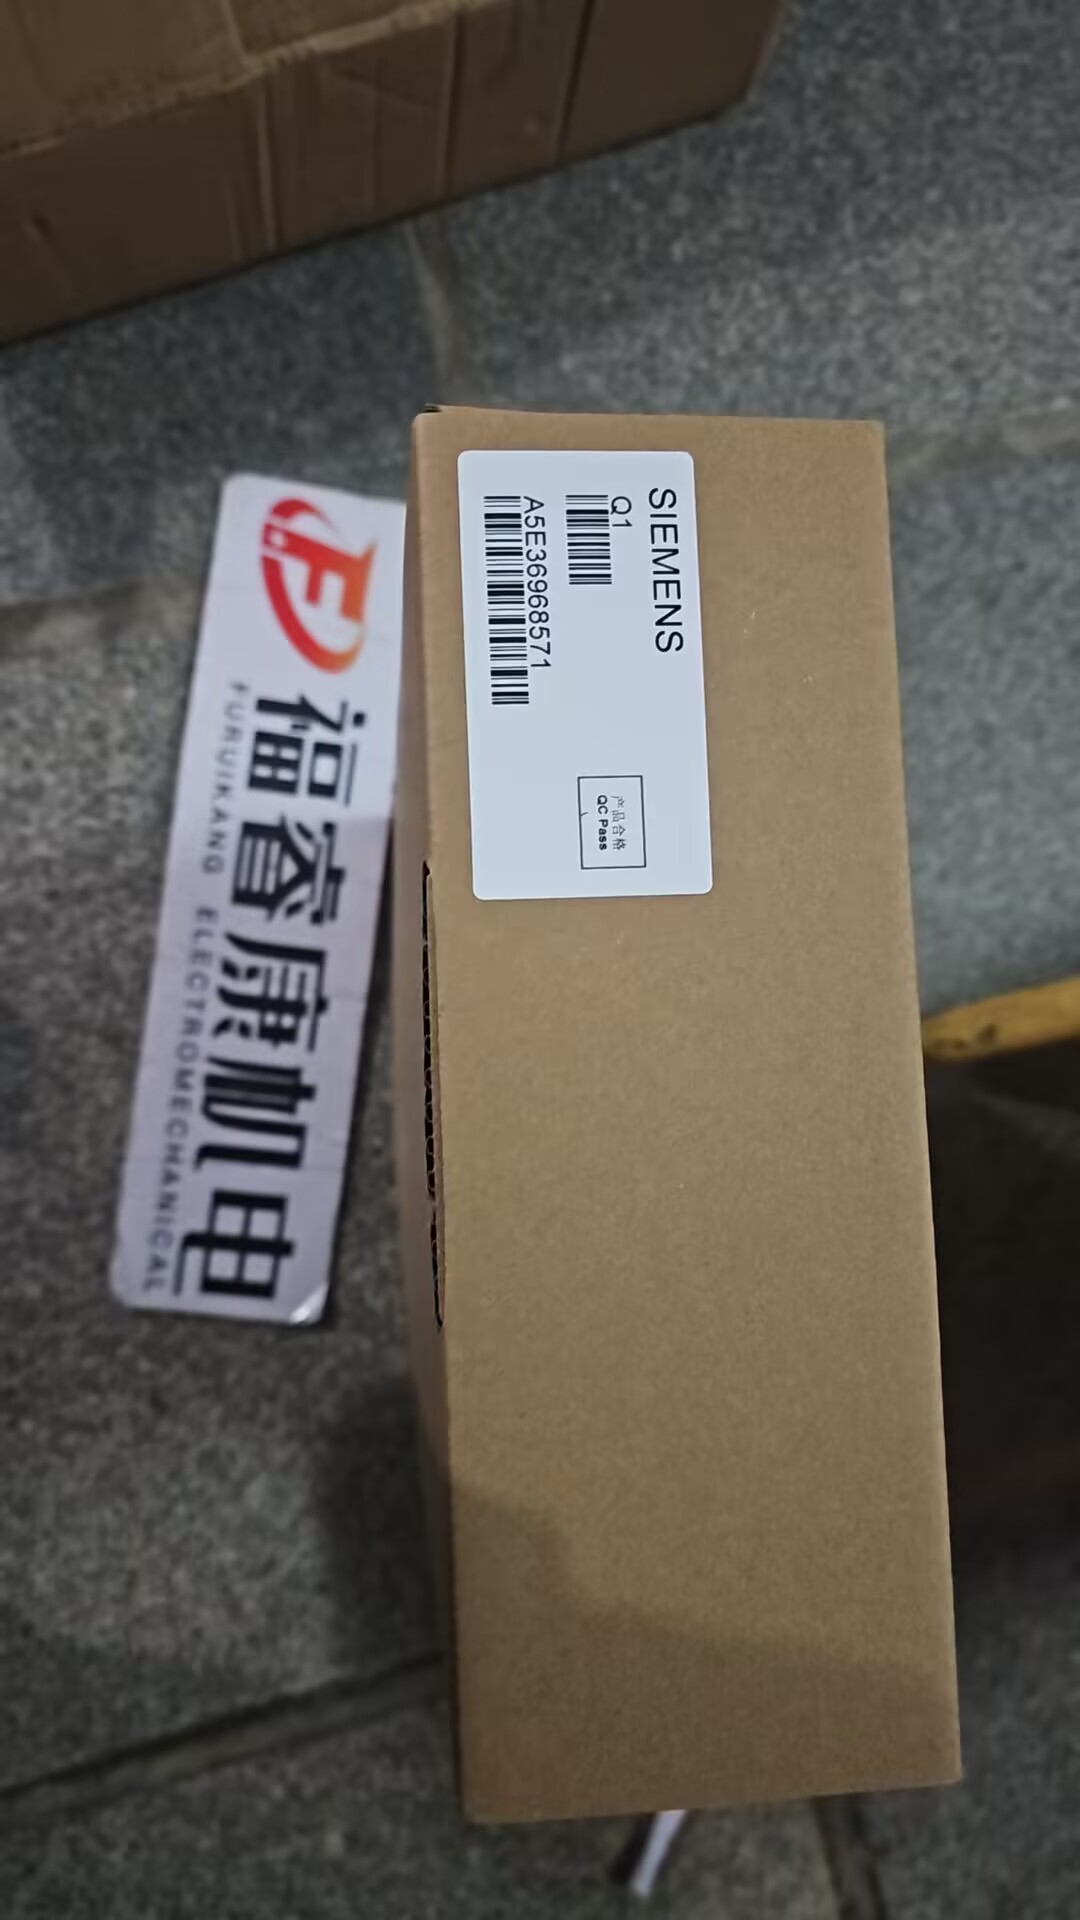 SIEMENS
Q1
A5E36968571
产品合格
QC Pass
福睿康机电
FURUIKANG ELECTROMECHANICAL